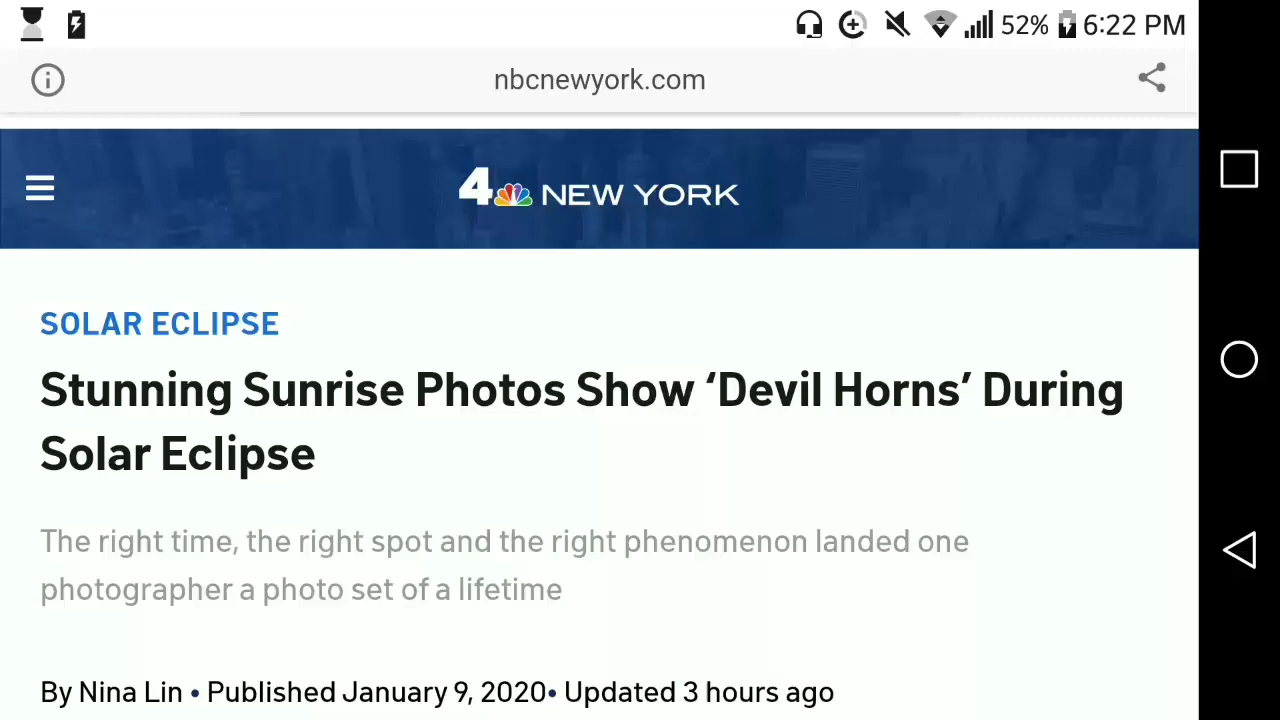 52% 6:22 PM
nbcnewyork.com
4 NEW YORK
SOLAR ECLIPSE
Stunning Sunrise Photos Show ‘Devil Horns’ During
Solar Eclipse
The right time, the right spot and the right phenomenon landed one
photographer a photo set of a lifetime
By Nina Lin • Published January 9, 2020• Updated 3 hours ago